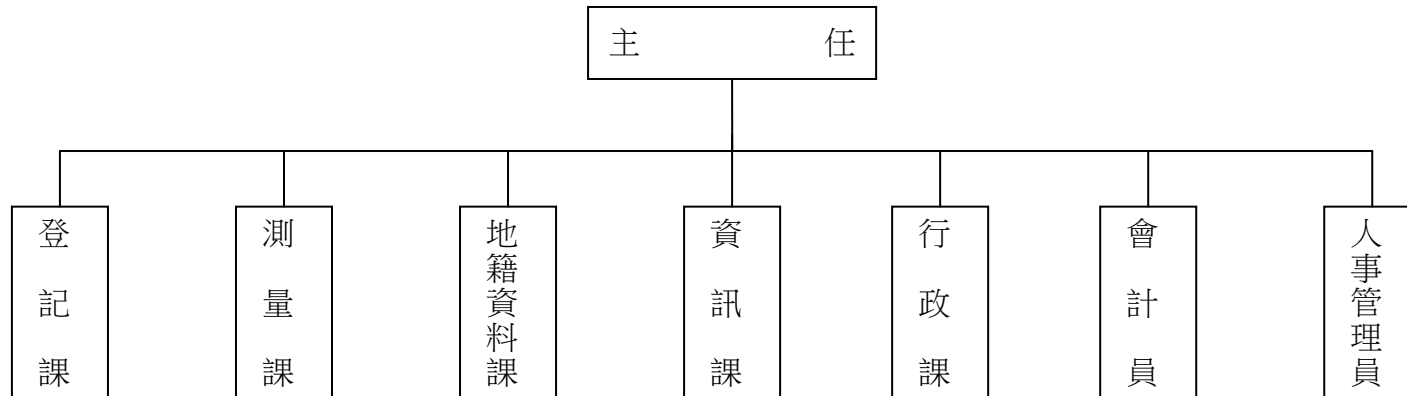 主任
登記課
測量課
地籍資料課
資訊課
行政課
會計員
人事管理員